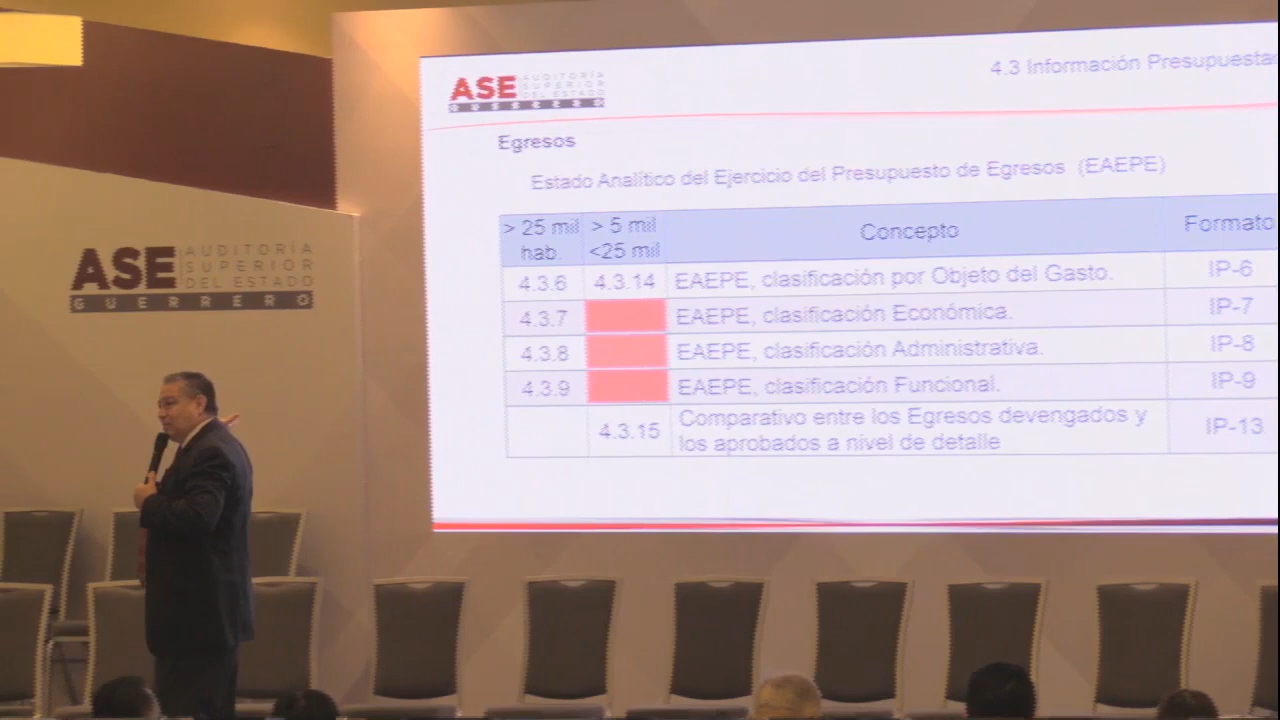 ASE AUDITORÍA
SUPERIOR
DEL ESTADO
GUERRERO
ASE AUDITORÍA
SUPERIOR
DEL ESTADO
GUERRERO
4.3 Información
Egresos
Estado Analítico del Ejercicio del Presupuesto de Egresos (EAEPE)
> 25 mil hab. > 5 mil <25 mil Concepto Formato
4.3.6 4.3.14 EAEPE, clasificación por Objeto del Gasto. IP-6
4.3.7 EAEPE, clasificación Económica. IP-7
4.3.8 EAEPE, clasificación Administrativa. IP-8
4.3.9 EAEPE, clasificación Funcional. IP-9
4.3.15 Comparativo entre los Egresos devengados y IP-13
los aprobados a nivel de detalle